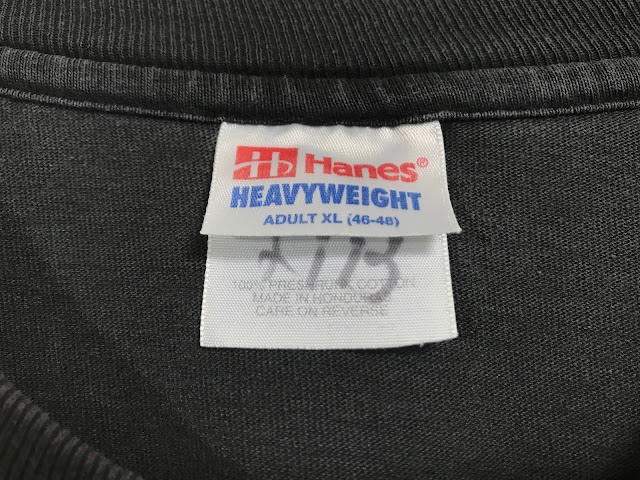 Hanes®
HEAVYWEIGHT
ADULT XL (46-48)
100% PRESHRUNK COTTON
MADE IN HONDURAS
CARE ON REVERSE